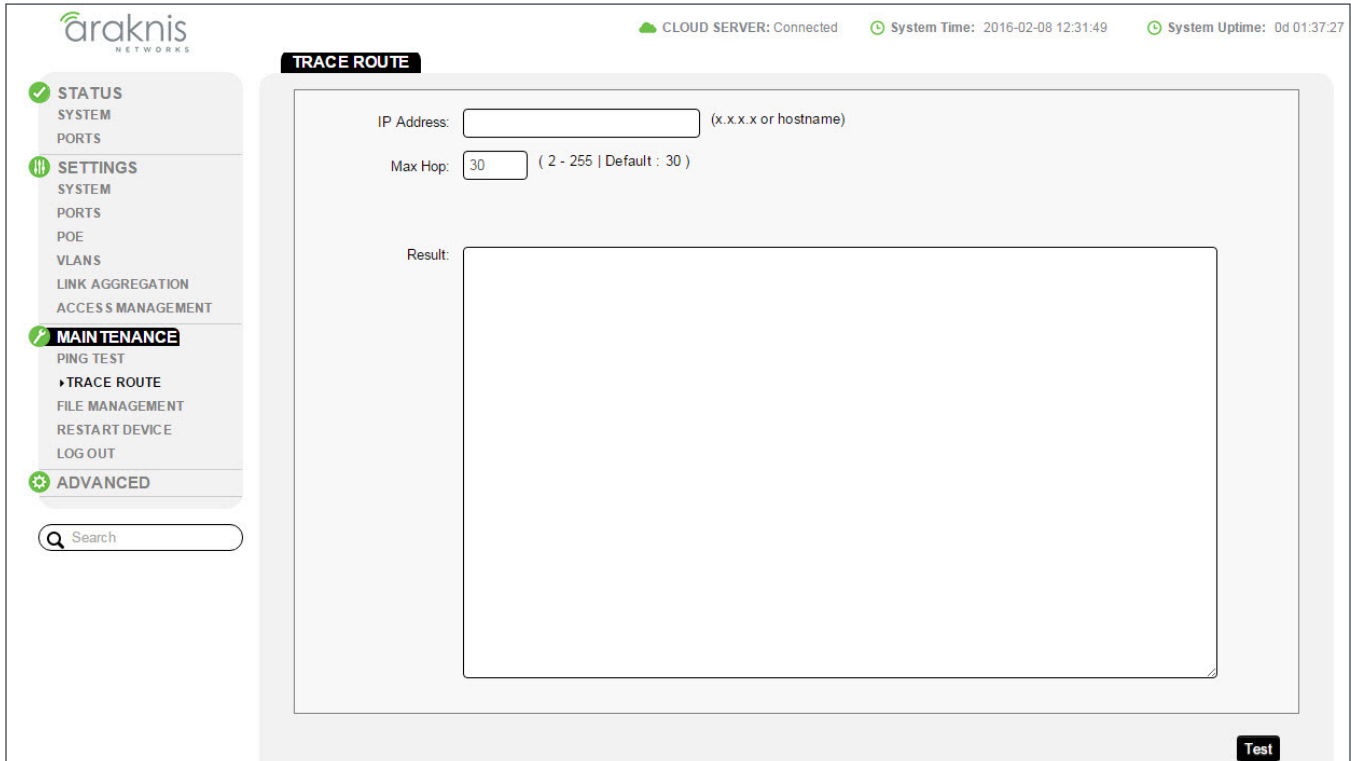 araknis
NETWORKS
CLOUD SERVER: Connected
System Time: 2016-02-08 12:31:49
System Uptime: 0d 01:37:27
TRACE ROUTE
STATUS
SYSTEM
PORTS
SETTINGS
SYSTEM
PORTS
POE
VLANS
LINK AGGREGATION
ACCESS MANAGEMENT
MAINTENANCE
PING TEST
TRACE ROUTE
FILE MANAGEMENT
RESTART DEVICE
LOG OUT
ADVANCED
Search
IP Address: (x.x.x.x or hostname)
Max Hop: 30 ( 2 - 255 | Default : 30 )
Result:
Test